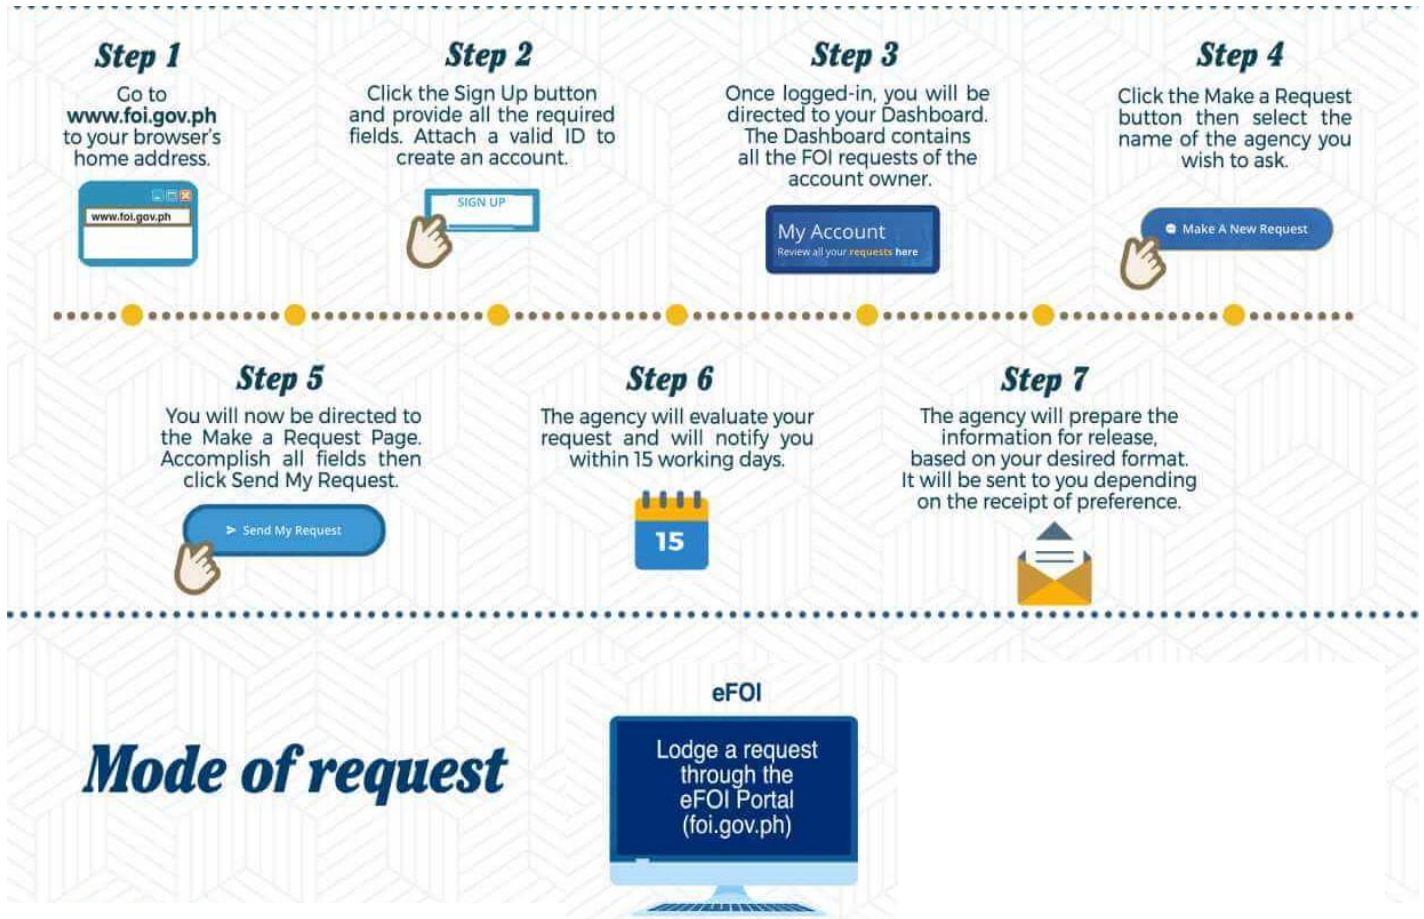 Step 1
Go to
www.foi.gov.ph
to your browser's
home address.
www.foi.gov.ph
Step 2
Click the Sign Up button
and provide all the required
fields. Attach a valid ID to
create an account.
SIGN UP
Step 3
Once logged-in, you will be
directed to your Dashboard.
The Dashboard contains
all the FOI requests of the
account owner.
My Account
Review all your requests here
Step 4
Click the Make a Request
button then select the
name of the agency you
wish to ask.
Make A New Request
Step 5
You will now be directed to
the Make a Request Page.
Accomplish all fields then
click Send My Request.
Send My Request
Step 6
The agency will evaluate your
request and will notify you
within 15 working days.
15
Step 7
The agency will prepare the
information for release,
based on your desired format.
It will be sent to you depending
on the receipt of preference.
Mode of request
eFOI
Lodge a request
through the
eFOI Portal
(foi.gov.ph)